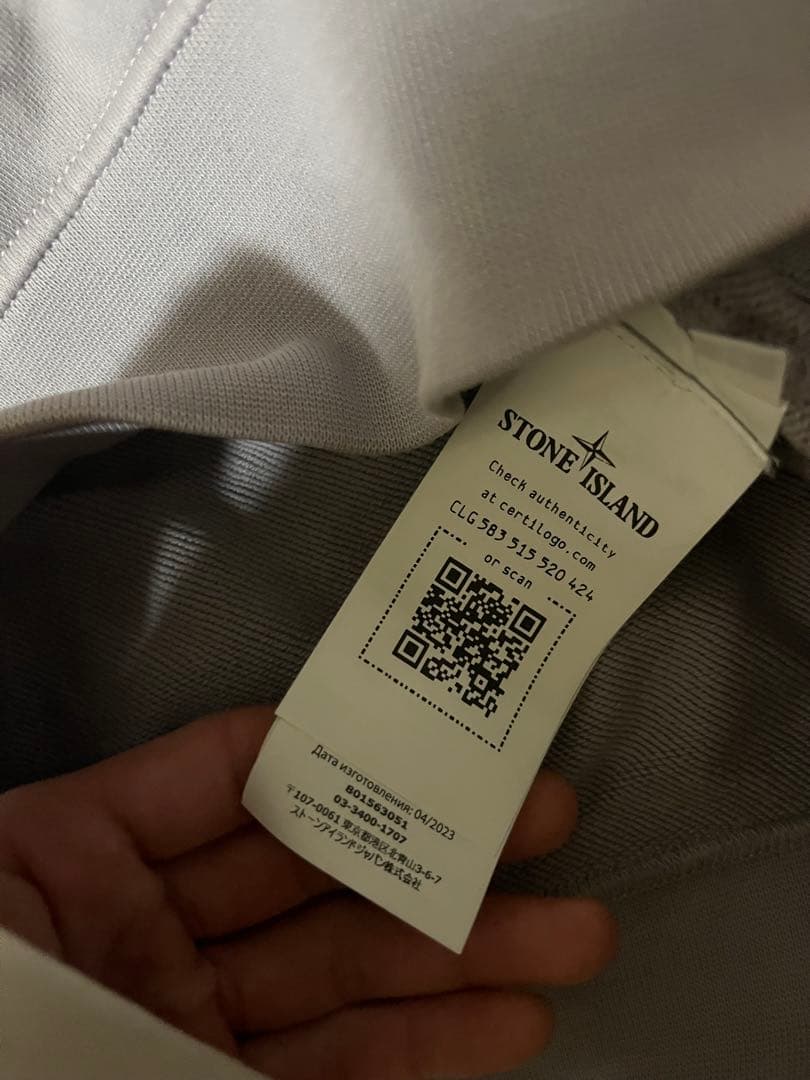 STONE ISLAND
Check authenticity
at certilogo.com
CLG 583 515 520 424
or scan
Дата изготовления: 04/2023
801563051
03-3400-1707
〒107-0061 東京都港区北青山3-6-7
ストーンアイランドジャパン株式会社